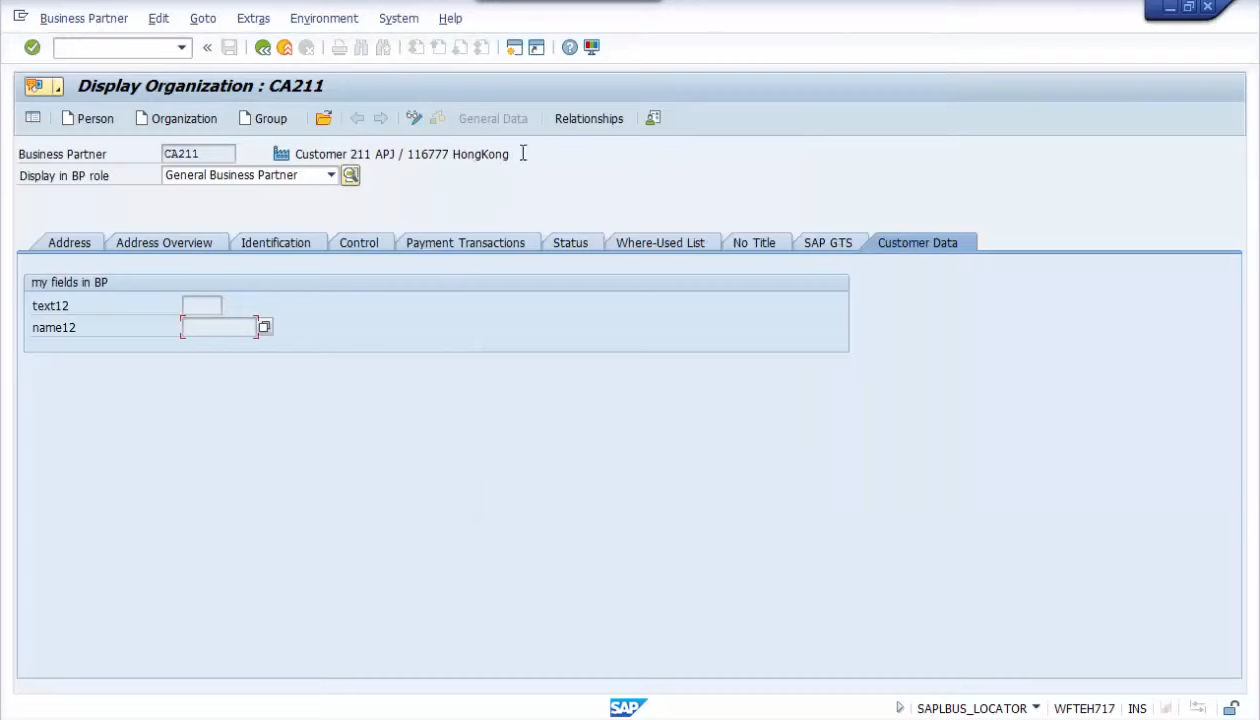 Business Partner Edit Goto Extras Environment System Help
Display Organization : CA211
Person Organization Group General Data Relationships
Business Partner CA211 Customer 211 APJ / 116777 HongKong
Display in BP role General Business Partner
Address Address Overview Identification Control Payment Transactions Status Where-Used List No Title SAP GTS Customer Data
my fields in BP
text12
name12
SAP SAPLBUS_LOCATOR WFTEH717 INS